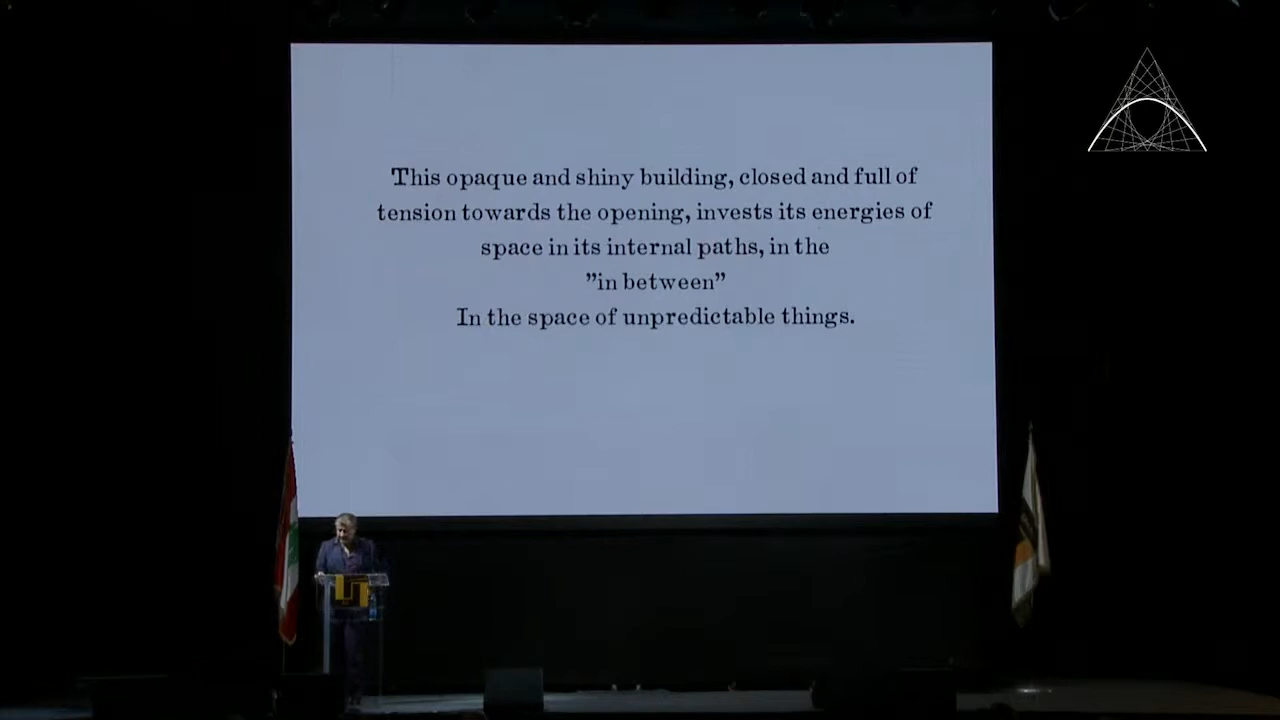 This opaque and shiny building, closed and full of
tension towards the opening, invests its energies of
space in its internal paths, in the
”in between”
In the space of unpredictable things.